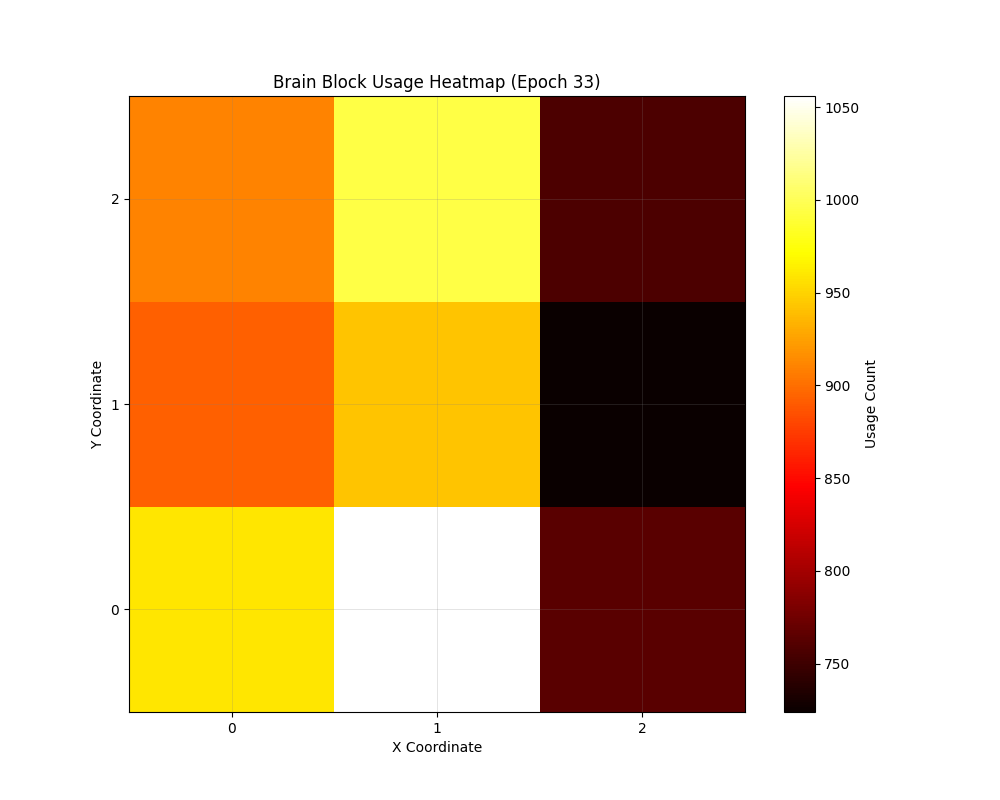 Brain Block Usage Heatmap (Epoch 33)
2
1
0
Y Coordinate
0 1 2
X Coordinate
1050
1000
950
900
850
800
750
Usage Count